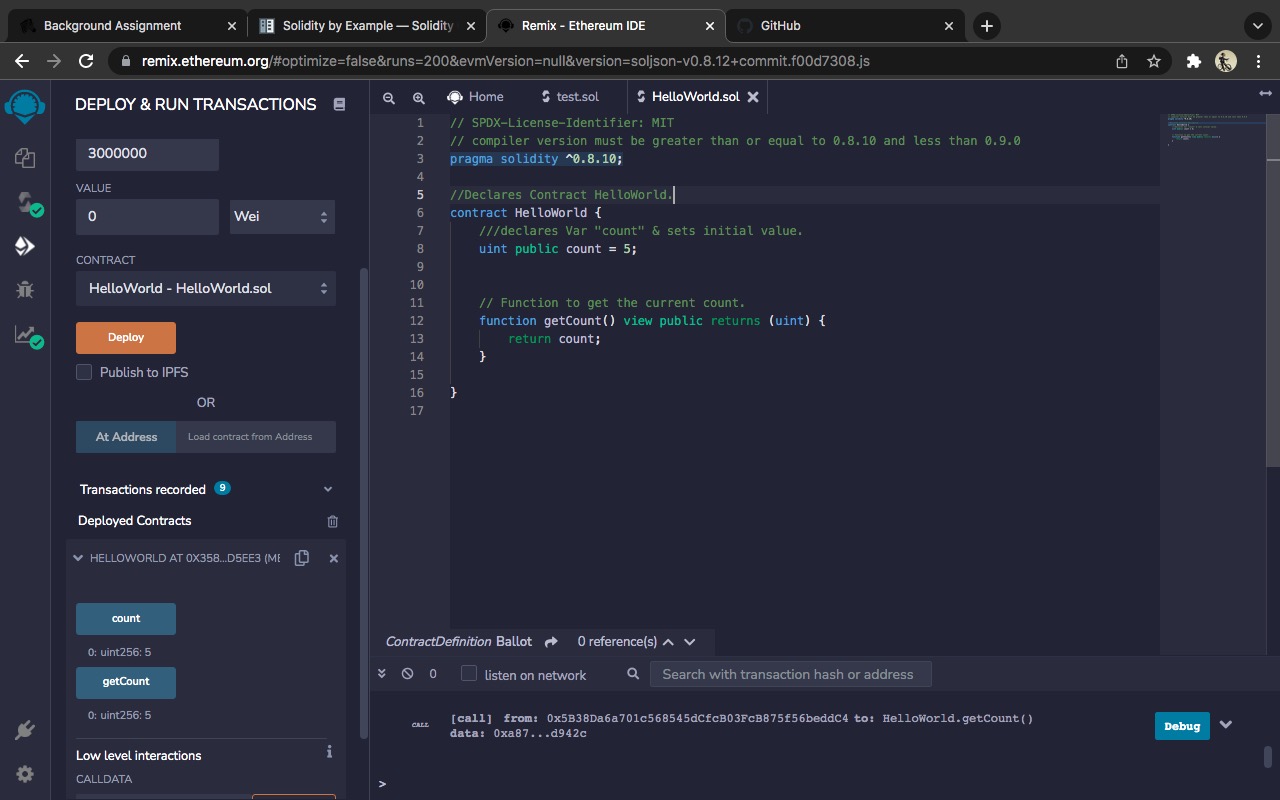 Background Assignment
Solidity by Example — Solidity
Remix - Ethereum IDE
GitHub
remix.ethereum.org/#optimize=false&runs=200&evmVersion=null&version=soljson-v0.8.12+commit.f00d7308.js
DEPLOY & RUN TRANSACTIONS
3000000
VALUE
0
Wei
CONTRACT
HelloWorld - HelloWorld.sol
Deploy
Publish to IPFS
OR
At Address
Load contract from Address
Transactions recorded 9
Deployed Contracts
HELLOWORLD AT 0X358...D5EE3 (ME
count
0: uint256: 5
getCount
0: uint256: 5
Low level interactions
CALLDATA
Home
test.sol
HelloWorld.sol
1 // SPDX-License-Identifier: MIT
2 // compiler version must be greater than or equal to 0.8.10 and less than 0.9.0
3 pragma solidity ^0.8.10;
4
5 //Declares Contract HelloWorld.
6 contract HelloWorld {
7 ///declares Var "count" & sets initial value.
8 uint public count = 5;
9
10
11 // Function to get the current count.
12 function getCount() view public returns (uint) {
13 return count;
14 }
15
16 }
17
ContractDefinition Ballot 0 reference(s)
0 listen on network Search with transaction hash or address
CALL [call] from: 0x5B38Da6a701c568545dCfcB03FcB875f56beddC4 to: HelloWorld.getCount()
data: 0xa87...d942c
Debug
>